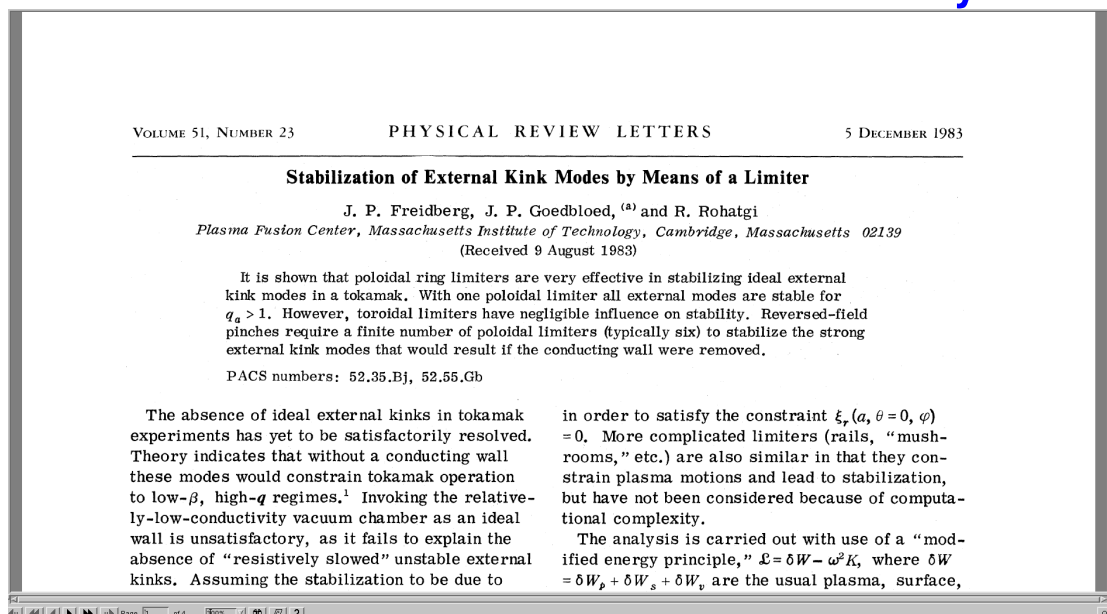 VOLUME 51, NUMBER 23
PHYSICAL REVIEW LETTERS
5 DECEMBER 1983
Stabilization of External Kink Modes by Means of a Limiter
J. P. Freidberg, J. P. Goedbloed, (a) and R. Rohatgi
Plasma Fusion Center, Massachusetts Institute of Technology, Cambridge, Massachusetts 02139
(Received 9 August 1983)
It is shown that poloidal ring limiters are very effective in stabilizing ideal external
kink modes in a tokamak. With one poloidal limiter all external modes are stable for
qₐ > 1. However, toroidal limiters have negligible influence on stability. Reversed-field
pinches require a finite number of poloidal limiters (typically six) to stabilize the strong
external kink modes that would result if the conducting wall were removed.
PACS numbers: 52.35.Bj, 52.55.Gb
The absence of ideal external kinks in tokamak
experiments has yet to be satisfactorily resolved.
Theory indicates that without a conducting wall
these modes would constrain tokamak operation
to low-β, high-q regimes.¹ Invoking the relative-
ly-low-conductivity vacuum chamber as an ideal
wall is unsatisfactory, as it fails to explain the
absence of “resistively slowed” unstable external
kinks. Assuming the stabilization to be due to
in order to satisfy the constraint ξᵣ(a, θ = 0, φ)
= 0. More complicated limiters (rails, “mush-
rooms,” etc.) are also similar in that they con-
strain plasma motions and lead to stabilization,
but have not been considered because of computa-
tional complexity.
The analysis is carried out with use of a “mod-
ified energy principle,” ℒ = δW − ω²K, where δW
= δWₚ + δWₛ + δWᵥ are the usual plasma, surface,